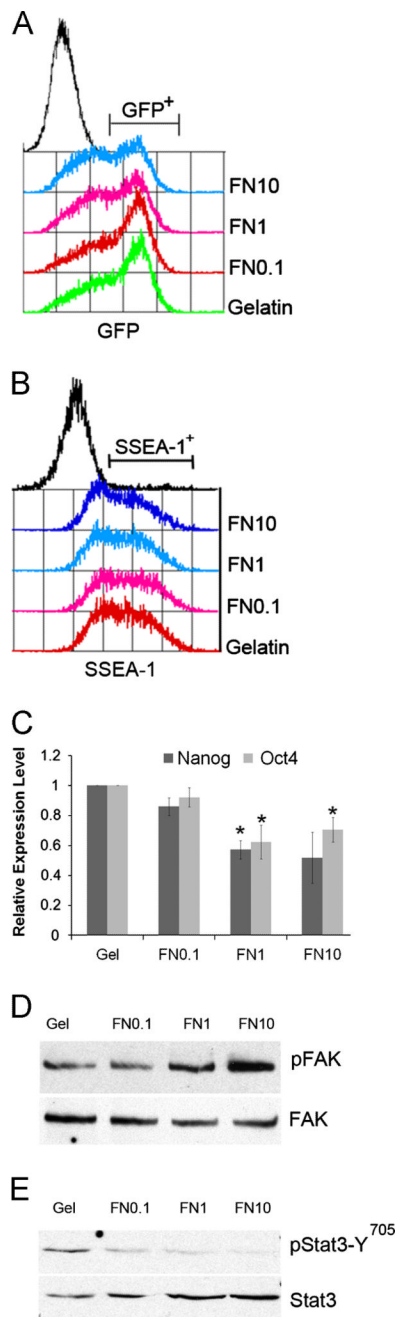 A
GFP+
FN10
FN1
FN0.1
Gelatin
GFP
B
SSEA-1+
FN10
FN1
FN0.1
Gelatin
SSEA-1
C
Relative Expression Level
1.2
1
0.8
0.6
0.4
0.2
0
Nanog Oct4
* * *
Gel FN0.1 FN1 FN10
D
Gel FN0.1 FN1 FN10
pFAK
FAK
E
Gel FN0.1 FN1 FN10
pStat3-Y705
Stat3